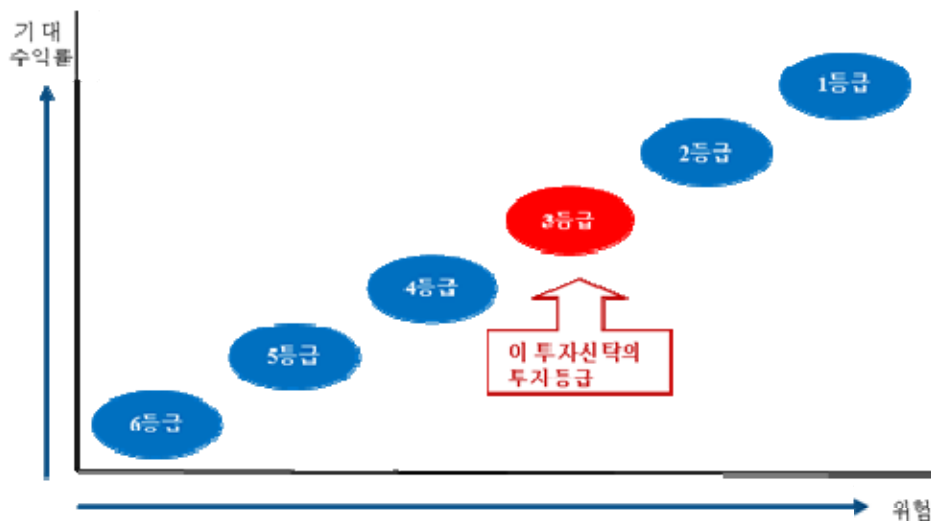 기 대
수익률
1등급
2등급
3등급
4등급
5등급
6등급
이 투자신탁의
투지 등급
위험